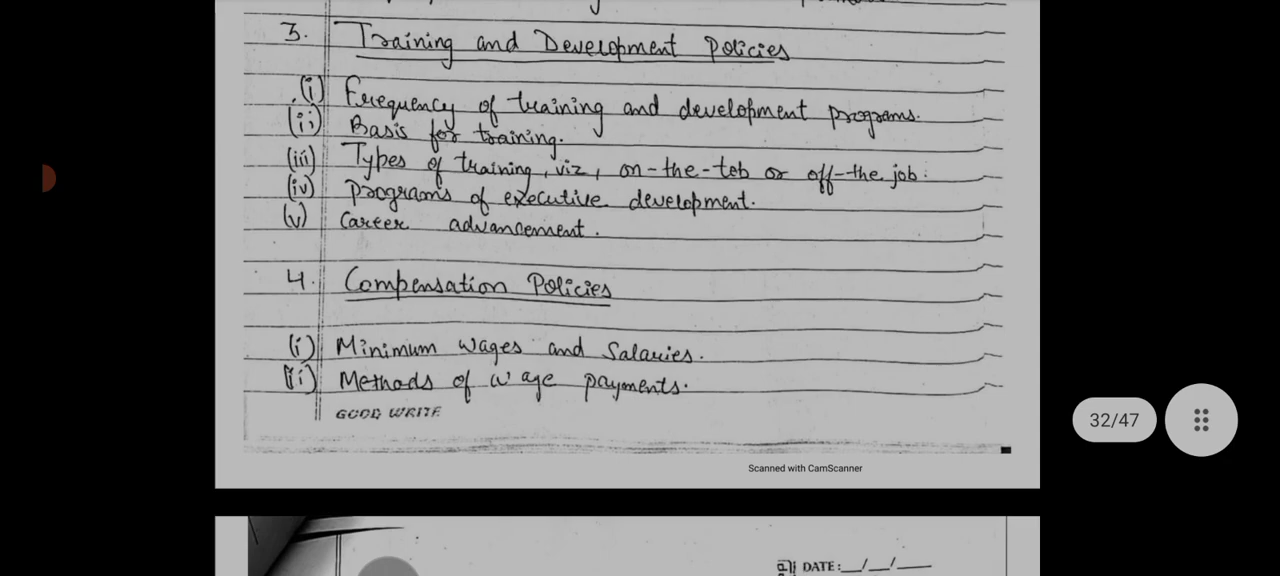 3. Training and Development Policies
(i) Frequency of training and development programs.
(ii) Basis for training.
(iii) Types of training, viz, on-the-tob or off-the job.
(iv) programs of executive development.
(v) Career advancement.
4. Compensation Policies
(i) Minimum wages and Salaries.
(ii) Methods of wage payments.
GOOD WRITE
32/47
Scanned with CamScanner
DATE:__/__/___